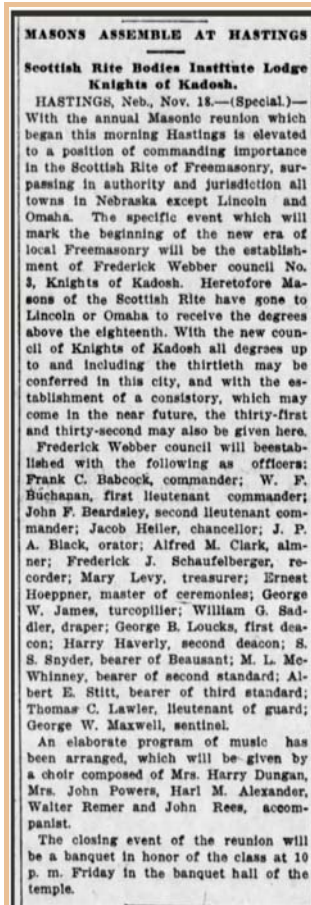 MASONS ASSEMBLE AT HASTINGS
Scottish Rite Bodies Institute Lodge
Knights of Kadosh.
HASTINGS, Neb., Nov. 18.—(Special.)—
With the annual Masonic reunion which
began this morning Hastings is elevated
to a position of commanding importance
in the Scottish Rite of Freemasonry, sur-
passing in authority and jurisdiction all
towns in Nebraska except Lincoln and
Omaha. The specific event which will
mark the beginning of the new era of
local Freemasonry will be the establish-
ment of Frederick Webber council No.
3, Knights of Kadosh. Heretofore Ma-
sons of the Scottish Rite have gone to
Lincoln or Omaha to receive the degrees
above the eighteenth. With the new coun-
cil of Knights of Kadosh all degrees up
to and including the thirtieth may be
conferred in this city, and with the es-
tablishment of a consistory, which may
come in the near future, the thirty-first
and thirty-second may also be given here.
Frederick Webber council will beestab-
lished with the following as officers:
Frank C. Babcock, commander; W. F.
Buchanan, first lieutenant commander;
John F. Beardsley, second lieutenant com-
mander; Jacob Heller, chancellor; J. P.
A. Black, orator; Alfred M. Clark, alm-
ner; Frederick J. Schaufelberger, re-
corder; Mary Levy, treasurer; Ernest
Hoeppner, master of ceremonies; George
W. James, turcopilier; William G. Sad-
dler, draper; George B. Loucks, first dea-
con; Harry Haverly, second deacon; S.
S. Snyder, bearer of Beausant; M. L. Mc-
Whinney, bearer of second standard; Al-
bert E. Stitt, bearer of third standard;
Thomas C. Lawler, lieutenant of guard;
George W. Maxwell, sentinel.
An elaborate program of music has
been arranged, which will be given by
a choir composed of Mrs. Harry Dungan,
Mrs. John Powers, Harl M. Alexander,
Walter Remer and John Rees, accom-
panist.
The closing event of the reunion will
be a banquet in honor of the class at 10
p. m. Friday in the banquet hall of the
temple.